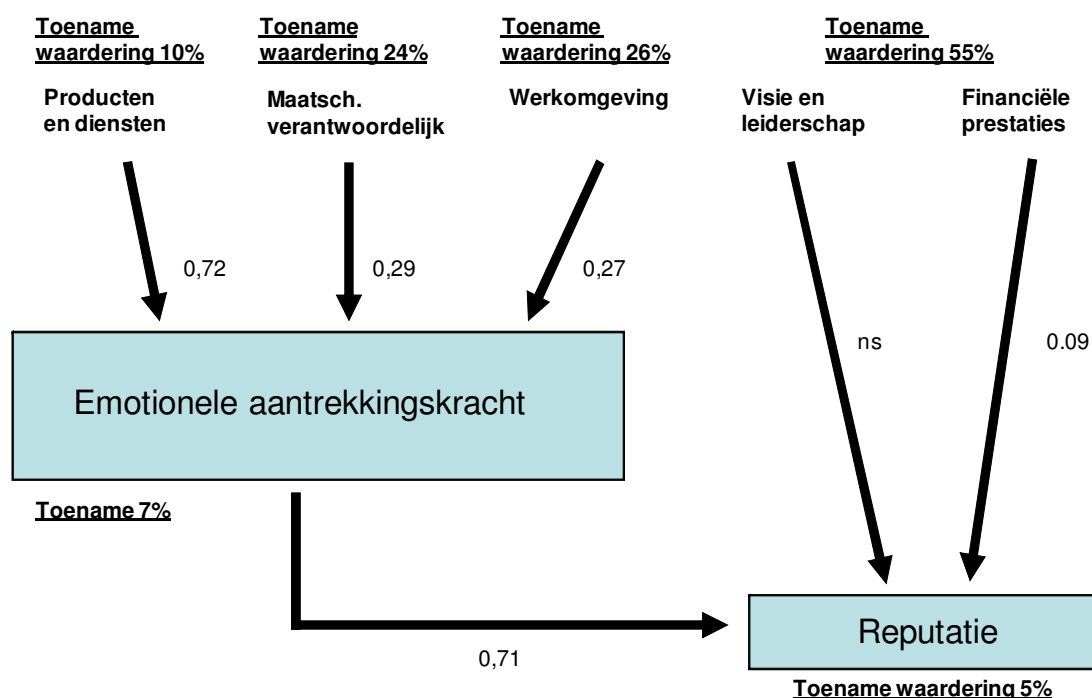 Toename
waardering 10%
Toename
waardering 24%
Toename
waardering 26%
Toename
waardering 55%
Producten
en diensten
Maatsch.
verantwoordelijk
Werkomgeving
Visie en
leiderschap
Financiële
prestaties
0,72
0,29
0,27
ns
0.09
Emotionele aantrekkingskracht
Toename 7%
0,71
Reputatie
Toename waardering 5%